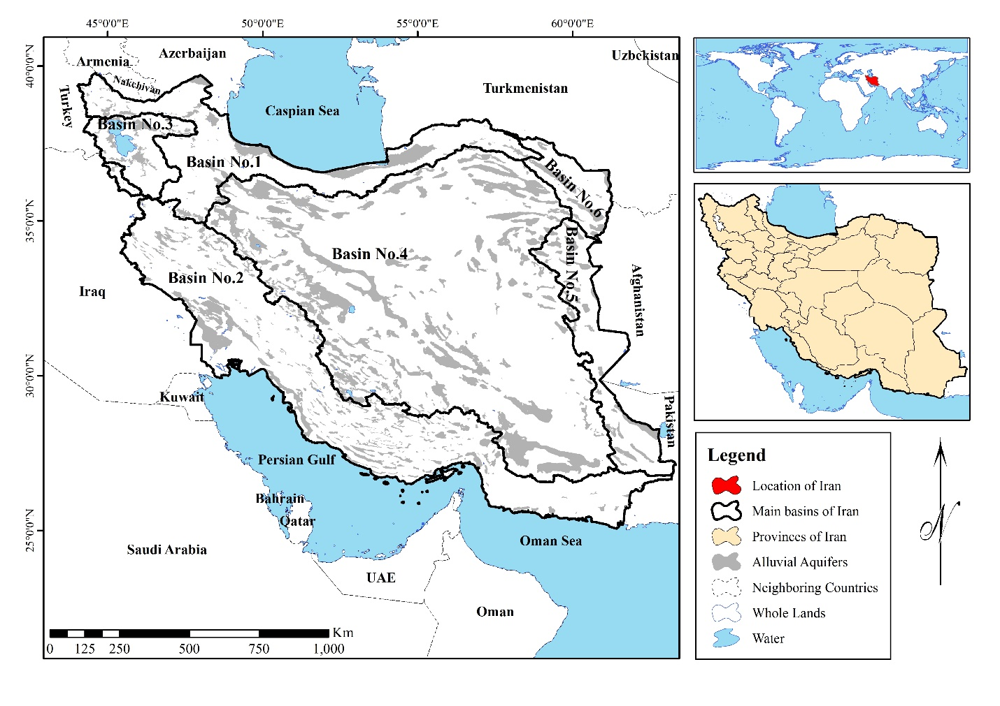 45°0'0"E 50°0'0"E 55°0'0"E 60°0'0"E
40°0'0"N
35°0'0"N
30°0'0"N
25°0'0"N
Armenia
Azerbaijan
Uzbekistan
Nakchivan
Turkey
Turkmenistan
Caspian Sea
Basin No.3
Basin No.1
Basin No.6
Basin No.4
Basin No.5
Basin No.2
Iraq
Afghanistan
Kuwait
Pakistan
Persian Gulf
Bahrain
Qatar
Saudi Arabia
Oman Sea
UAE
Oman
Km
0 125 250 500 750 1,000
Legend
Location of Iran
Main basins of Iran
Provinces of Iran
Alluvial Aquifers
Neighboring Countries
Whole Lands
Water
N